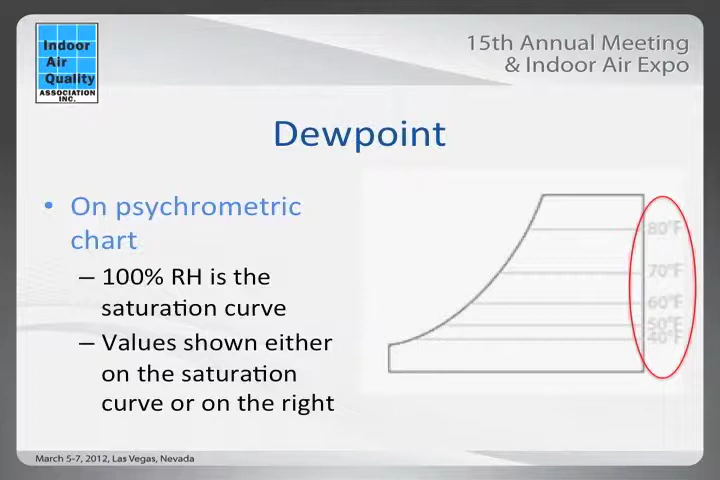 Indoor
Air
Quality
ASSOCIATION
INC.
15th Annual Meeting
& Indoor Air Expo
Dewpoint
• On psychrometric
chart
– 100% RH is the
saturation curve
– Values shown either
on the saturation
curve or on the right
80°F
70°F
60°F
50°F
40°F
March 5-7, 2012, Las Vegas, Nevada